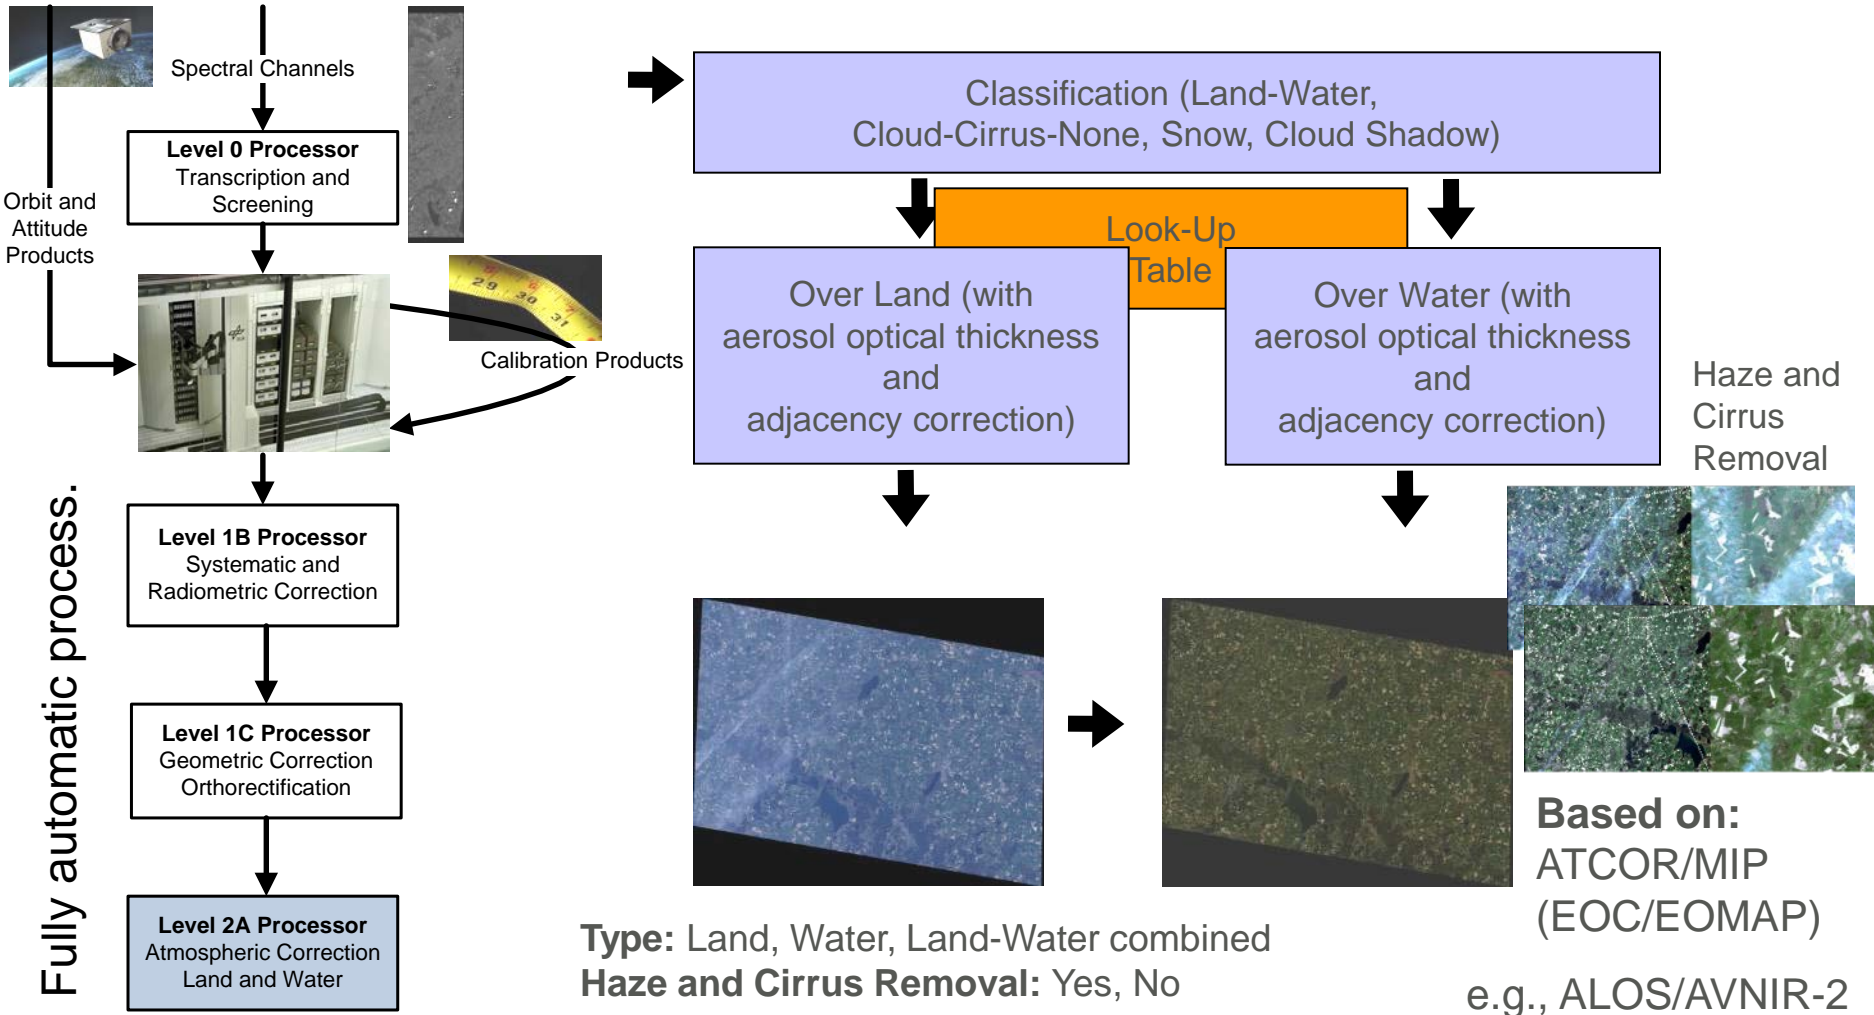 Spectral Channels
Level 0 Processor
Transcription and
Screening
Orbit and
Attitude
Products
29
30
31
Calibration Products
Level 1B Processor
Systematic and
Radiometric Correction
Level 1C Processor
Geometric Correction
Orthorectification
Level 2A Processor
Atmospheric Correction
Land and Water
Fully automatic process.
Classification (Land-Water,
Cloud-Cirrus-None, Snow, Cloud Shadow)
Look-Up
Table
Over Land (with
aerosol optical thickness
and
adjacency correction)
Over Water (with
aerosol optical thickness
and
adjacency correction)
Haze and
Cirrus
Removal
Type: Land, Water, Land-Water combined
Haze and Cirrus Removal: Yes, No
Based on:
ATCOR/MIP
(EOC/EOMAP)
e.g., ALOS/AVNIR-2